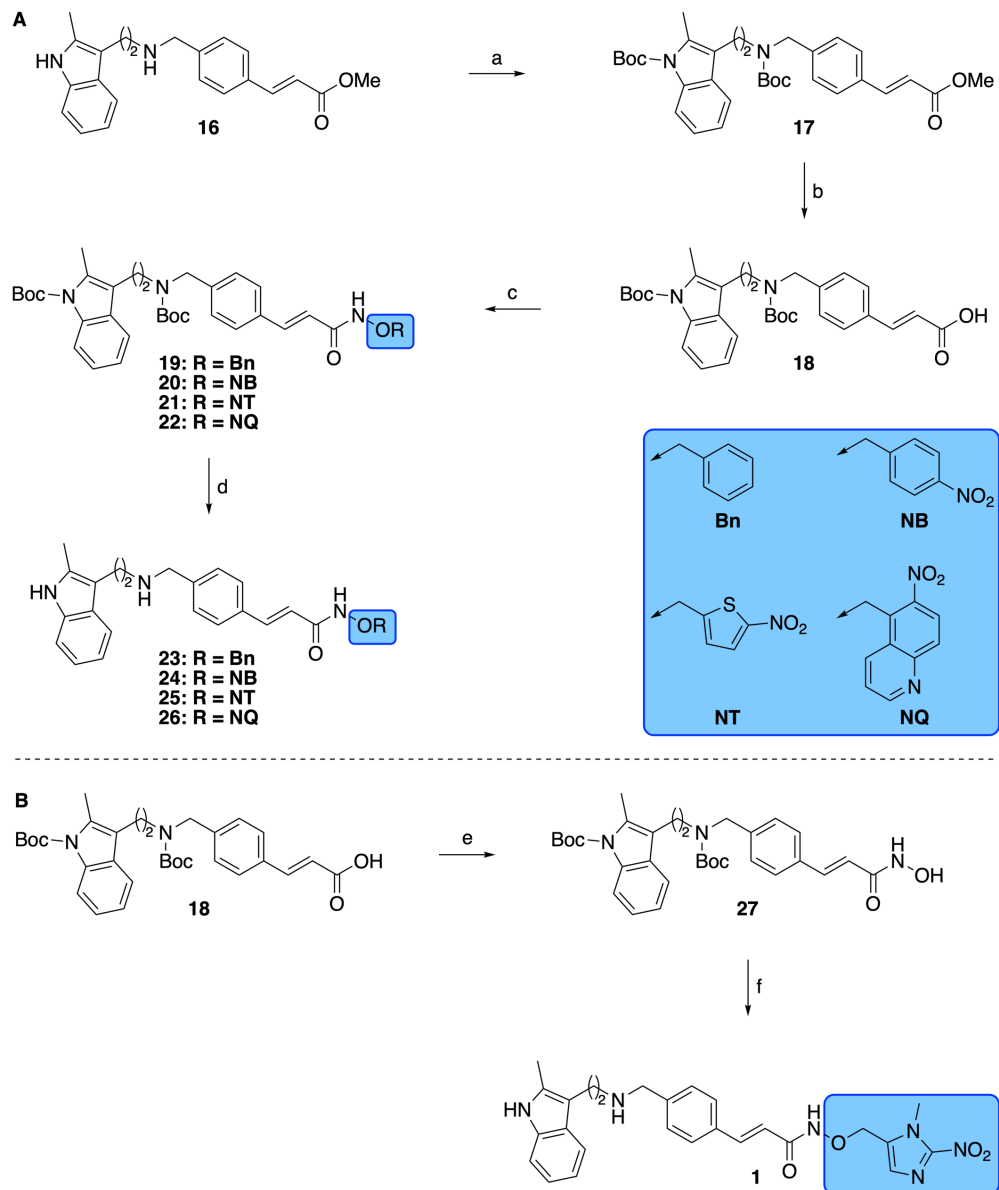 A
HN
( )2
N
H
OMe
O
16
a
Boc
N
( )2
N
Boc
OMe
O
17
b
Boc
N
( )2
N
Boc
H
N
OR
O
19: R = Bn
20: R = NB
21: R = NT
22: R = NQ
c
Boc
N
( )2
N
Boc
OH
O
18
d
Bn
NO2
NB
S
NO2
NT
NO2
N
NQ
HN
( )2
N
H
H
N
OR
O
23: R = Bn
24: R = NB
25: R = NT
26: R = NQ
B
Boc
N
( )2
N
Boc
OH
O
18
e
Boc
N
( )2
N
Boc
H
N
OH
O
27
f
HN
( )2
N
H
H
N
O
O
N
N
NO2
1